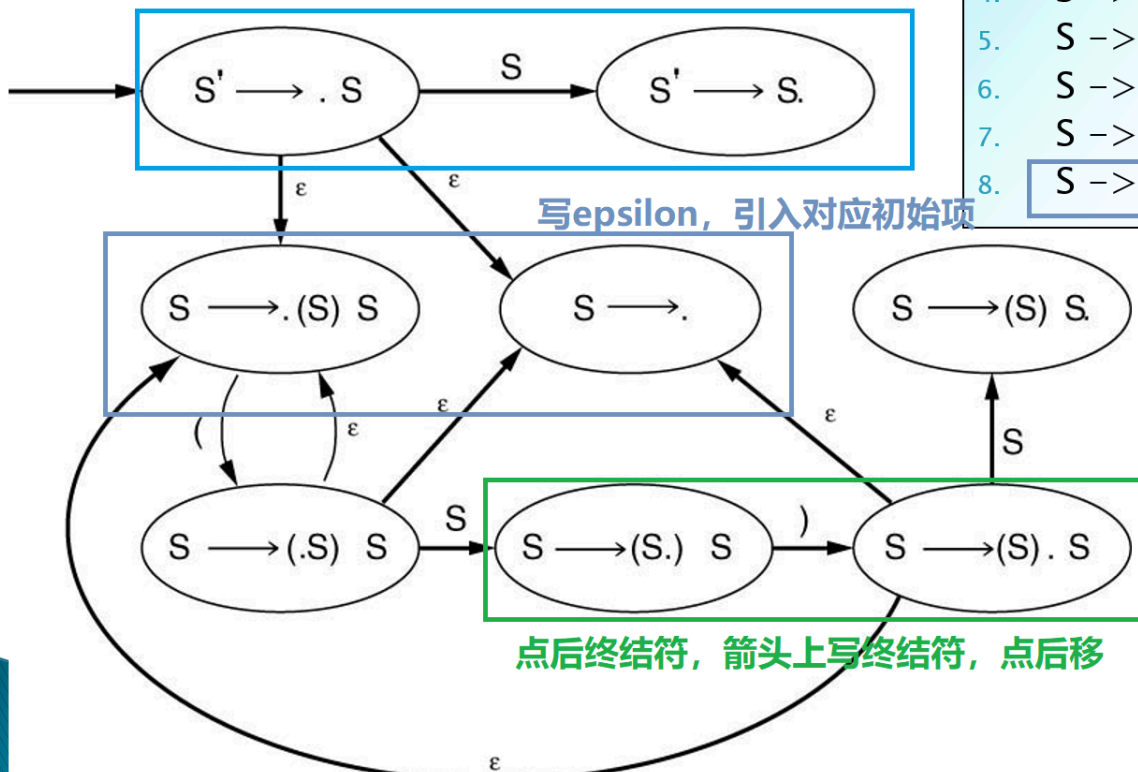 5. S ->
6. S ->
7. S ->
8. S ->
S' ⟶ . S
S
S' ⟶ S.
ε
ε
写epsilon，引入对应初始项
S ⟶. (S) S
S ⟶.
S ⟶(S) S.
(
ε
ε
ε
S
S ⟶(.S) S
S
S ⟶(S.) S
)
S ⟶(S) . S
点后终结符，箭头上写终结符，点后移
ε